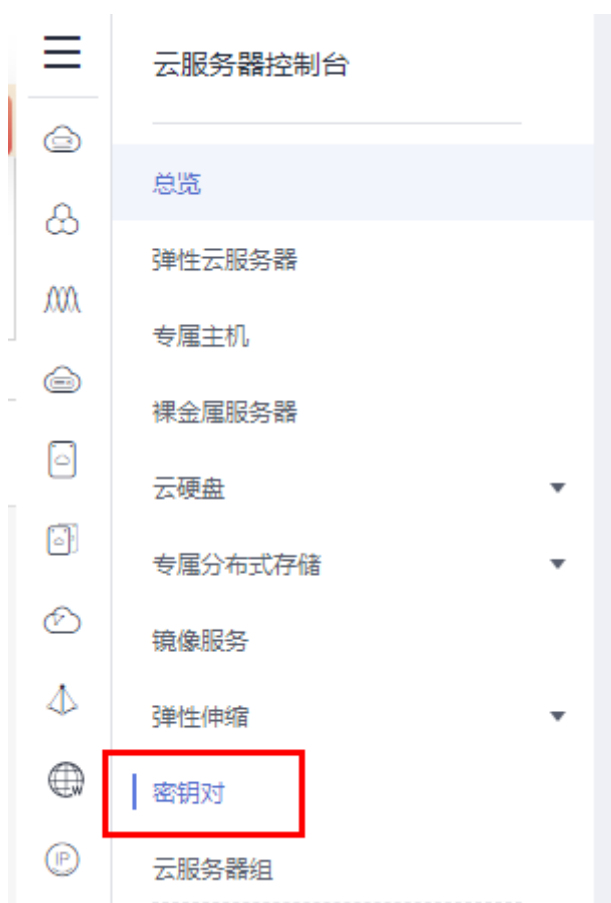 云服务器控制台
总览
弹性云服务器
专属主机
裸金属服务器
云硬盘
专属分布式存储
镜像服务
弹性伸缩
密钥对
W
IP
云服务器组